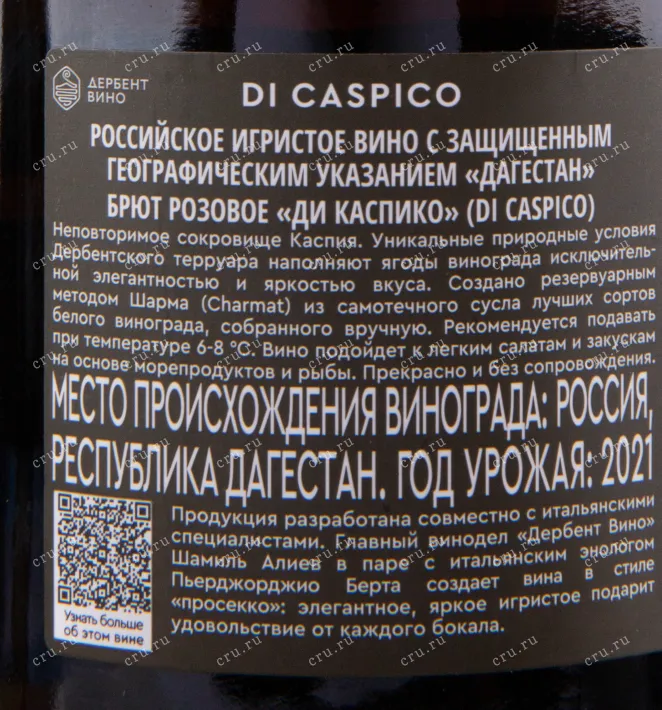 ДЕРБЕНТ
ВИНО
DI CASPICO
РОССИЙСКОЕ ИГРИСТОЕ ВИНО С ЗАЩИЩЕННЫМ
ГЕОГРАФИЧЕСКИМ УКАЗАНИЕМ «ДАГЕСТАН»
БРЮТ РОЗОВОЕ «ДИ КАСПИКО» (DI CASPICO)
Неповторимое сокровище Каспия. Уникальные природные условия
Дербентского терруара наполняют ягоды винограда исключитель-
ной элегантностью и яркостью вкуса. Создано резервуарным
методом Шарма (Charmat) из самотечного сусла лучших сортов
белого винограда, собранного вручную. Рекомендуется подавать
при температуре 6-8 °С. Вино подойдет к легким салатам и закускам
на основе морепродуктов и рыбы. Прекрасно и без сопровождения.
МЕСТО ПРОИСХОЖДЕНИЯ ВИНОГРАДА: РОССИЯ,
РЕСПУБЛИКА ДАГЕСТАН. ГОД УРОЖАЯ: 2021
Продукция разработана совместно с итальянскими
специалистами. Главный винодел «Дербент Вино»
Шамиль Алиев в паре с итальянским энологом
Пьерджорджио Берта создает вина в стиле
«просекко»: элегантное, яркое игристое подарит
удовольствие от каждого бокала.
Узнать больше
об этом вине
cru.ru